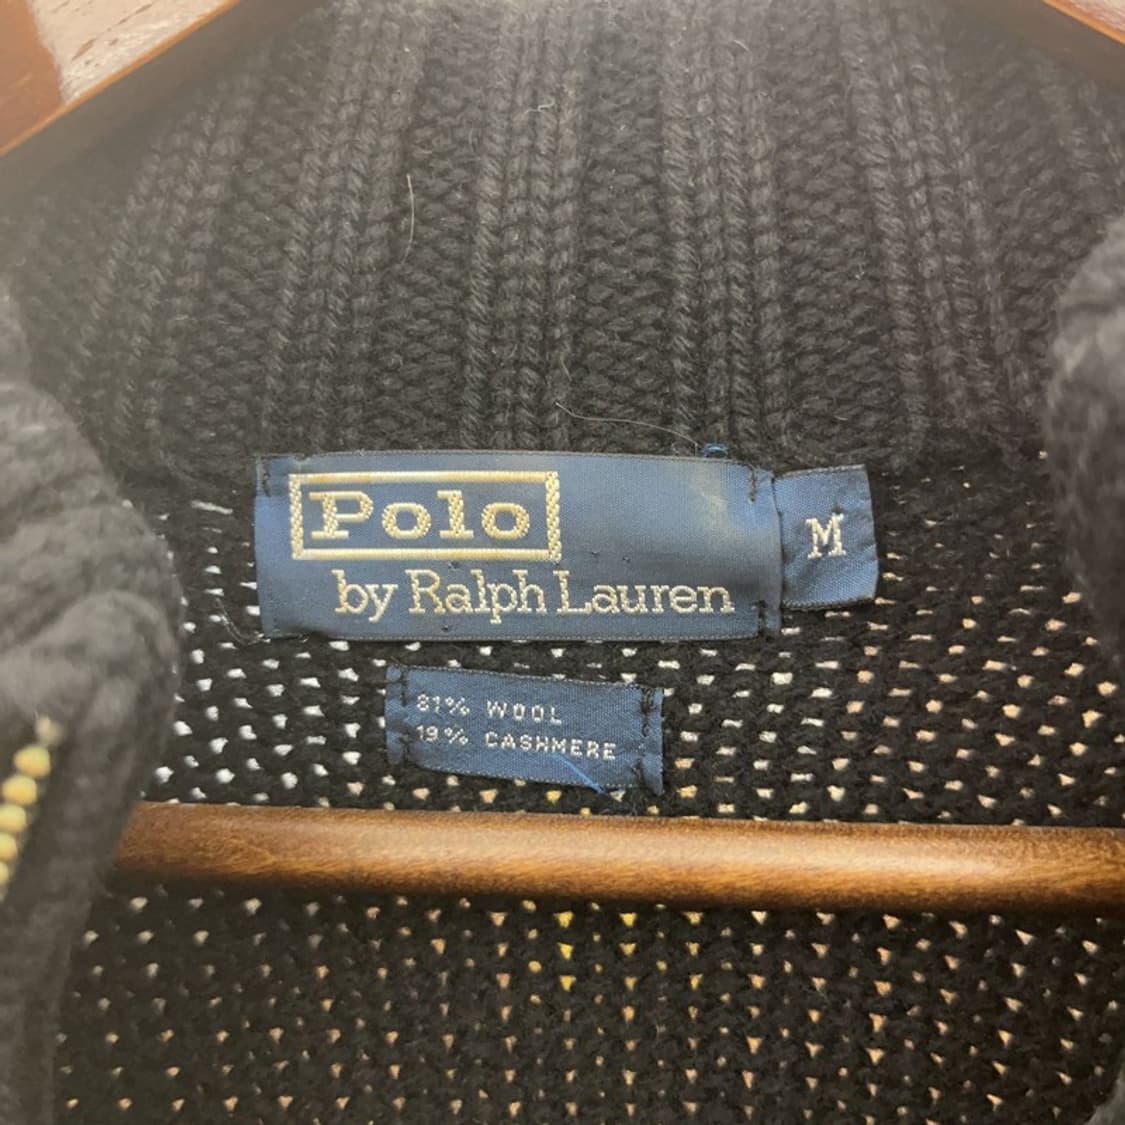 Polo
by Ralph Lauren
M
81% WOOL
19% CASHMERE